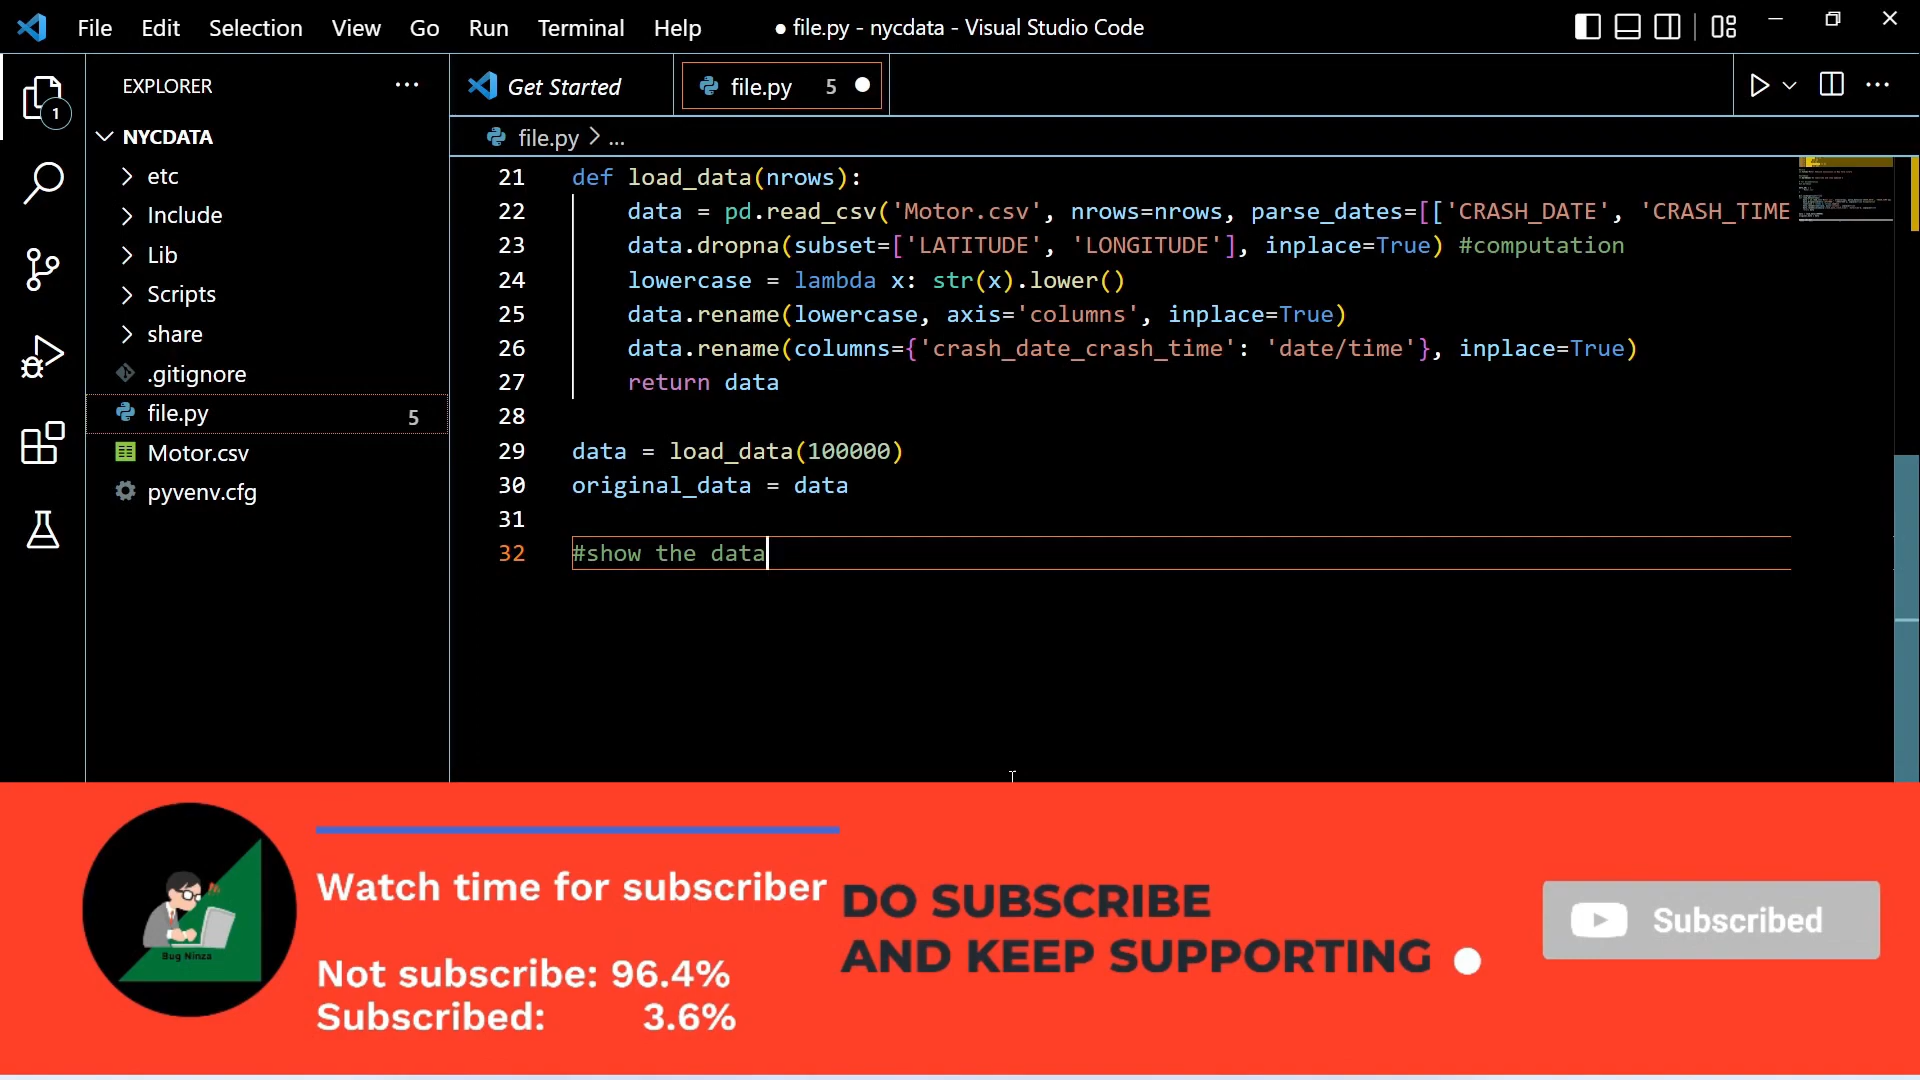 File Edit Selection View Go Run Terminal Help ● file.py - nycdata - Visual Studio Code
EXPLORER ...
Get Started
file.py 5
1
NYCDATA
file.py > ...
etc
Include
Lib
Scripts
share
.gitignore
file.py 5
Motor.csv
pyvenv.cfg
21 def load_data(nrows):
22 data = pd.read_csv('Motor.csv', nrows=nrows, parse_dates=[['CRASH_DATE', 'CRASH_TIME
23 data.dropna(subset=['LATITUDE', 'LONGITUDE'], inplace=True) #computation
24 lowercase = lambda x: str(x).lower()
25 data.rename(lowercase, axis='columns', inplace=True)
26 data.rename(columns={'crash_date_crash_time': 'date/time'}, inplace=True)
27 return data
28
29 data = load_data(100000)
30 original_data = data
31
32 #show the data
Bug Ninza
Watch time for subscriber
Not subscribe: 96.4%
Subscribed: 3.6%
DO SUBSCRIBE
AND KEEP SUPPORTING
Subscribed